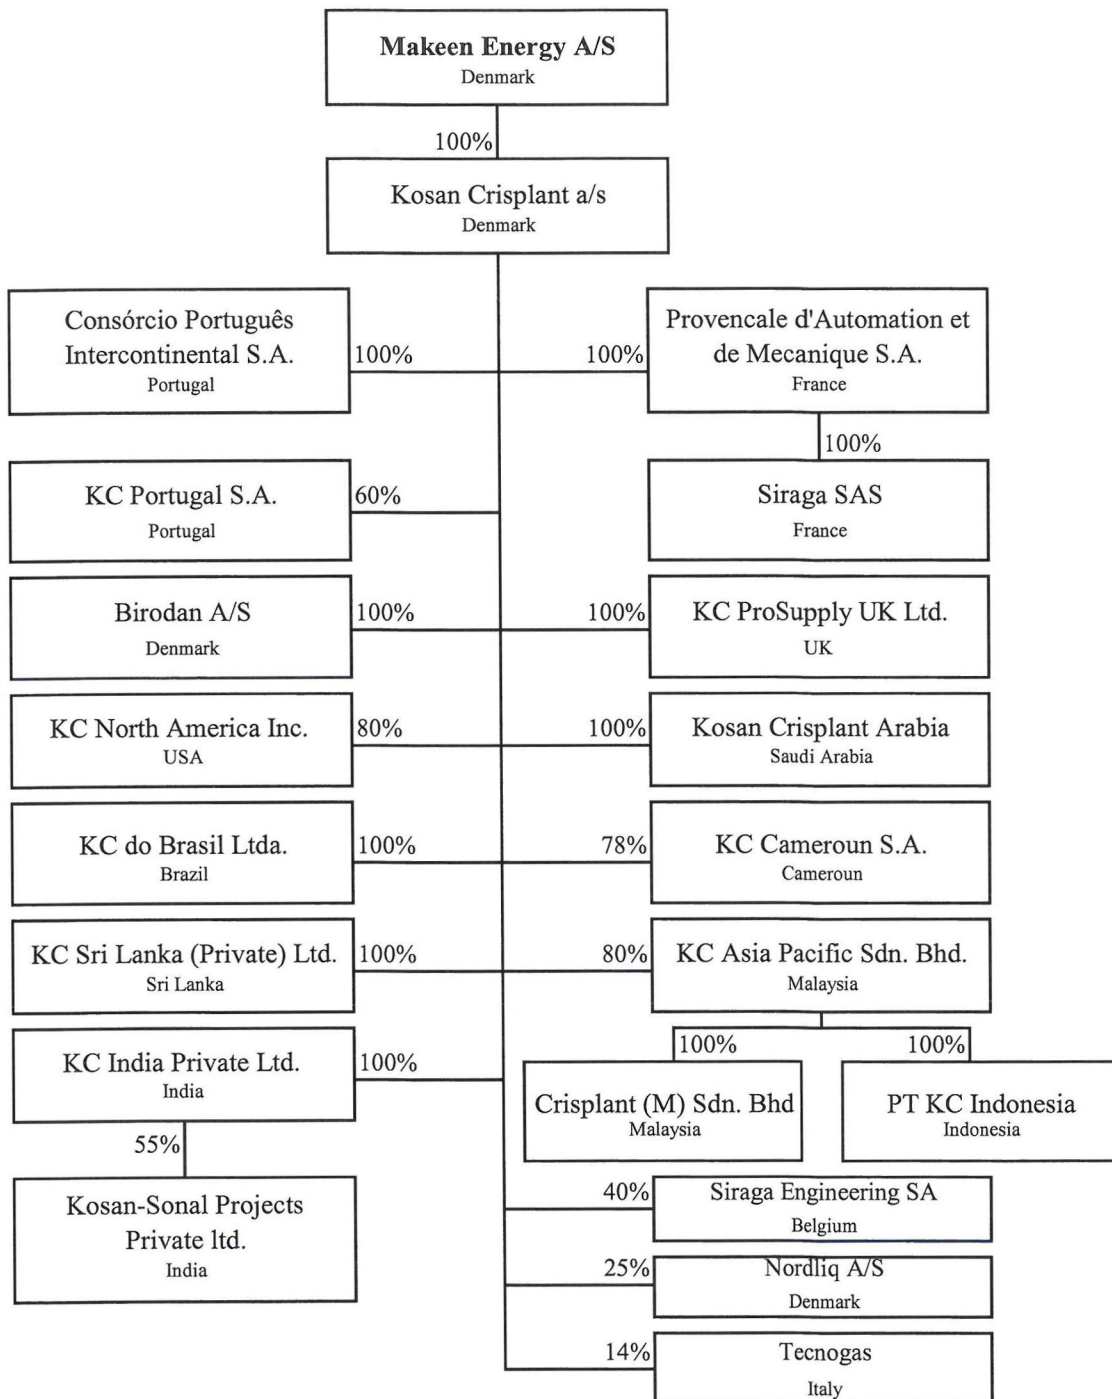 Makeen Energy A/S
Denmark
100%
Kosan Crisplant a/s
Denmark
Consórcio Português
Intercontinental S.A.
Portugal
100%
100%
Provencale d'Automation et
de Mecanique S.A.
France
100%
KC Portugal S.A.
Portugal
60%
Siraga SAS
France
Birodan A/S
Denmark
100%
100%
KC ProSupply UK Ltd.
UK
KC North America Inc.
USA
80%
100%
Kosan Crisplant Arabia
Saudi Arabia
KC do Brasil Ltda.
Brazil
100%
78%
KC Cameroun S.A.
Cameroun
KC Sri Lanka (Private) Ltd.
Sri Lanka
100%
80%
KC Asia Pacific Sdn. Bhd.
Malaysia
KC India Private Ltd.
India
100%
100%
100%
Crisplant (M) Sdn. Bhd
Malaysia
PT KC Indonesia
Indonesia
55%
Kosan-Sonal Projects
Private ltd.
India
40%
Siraga Engineering SA
Belgium
25%
Nordliq A/S
Denmark
14%
Tecnogas
Italy